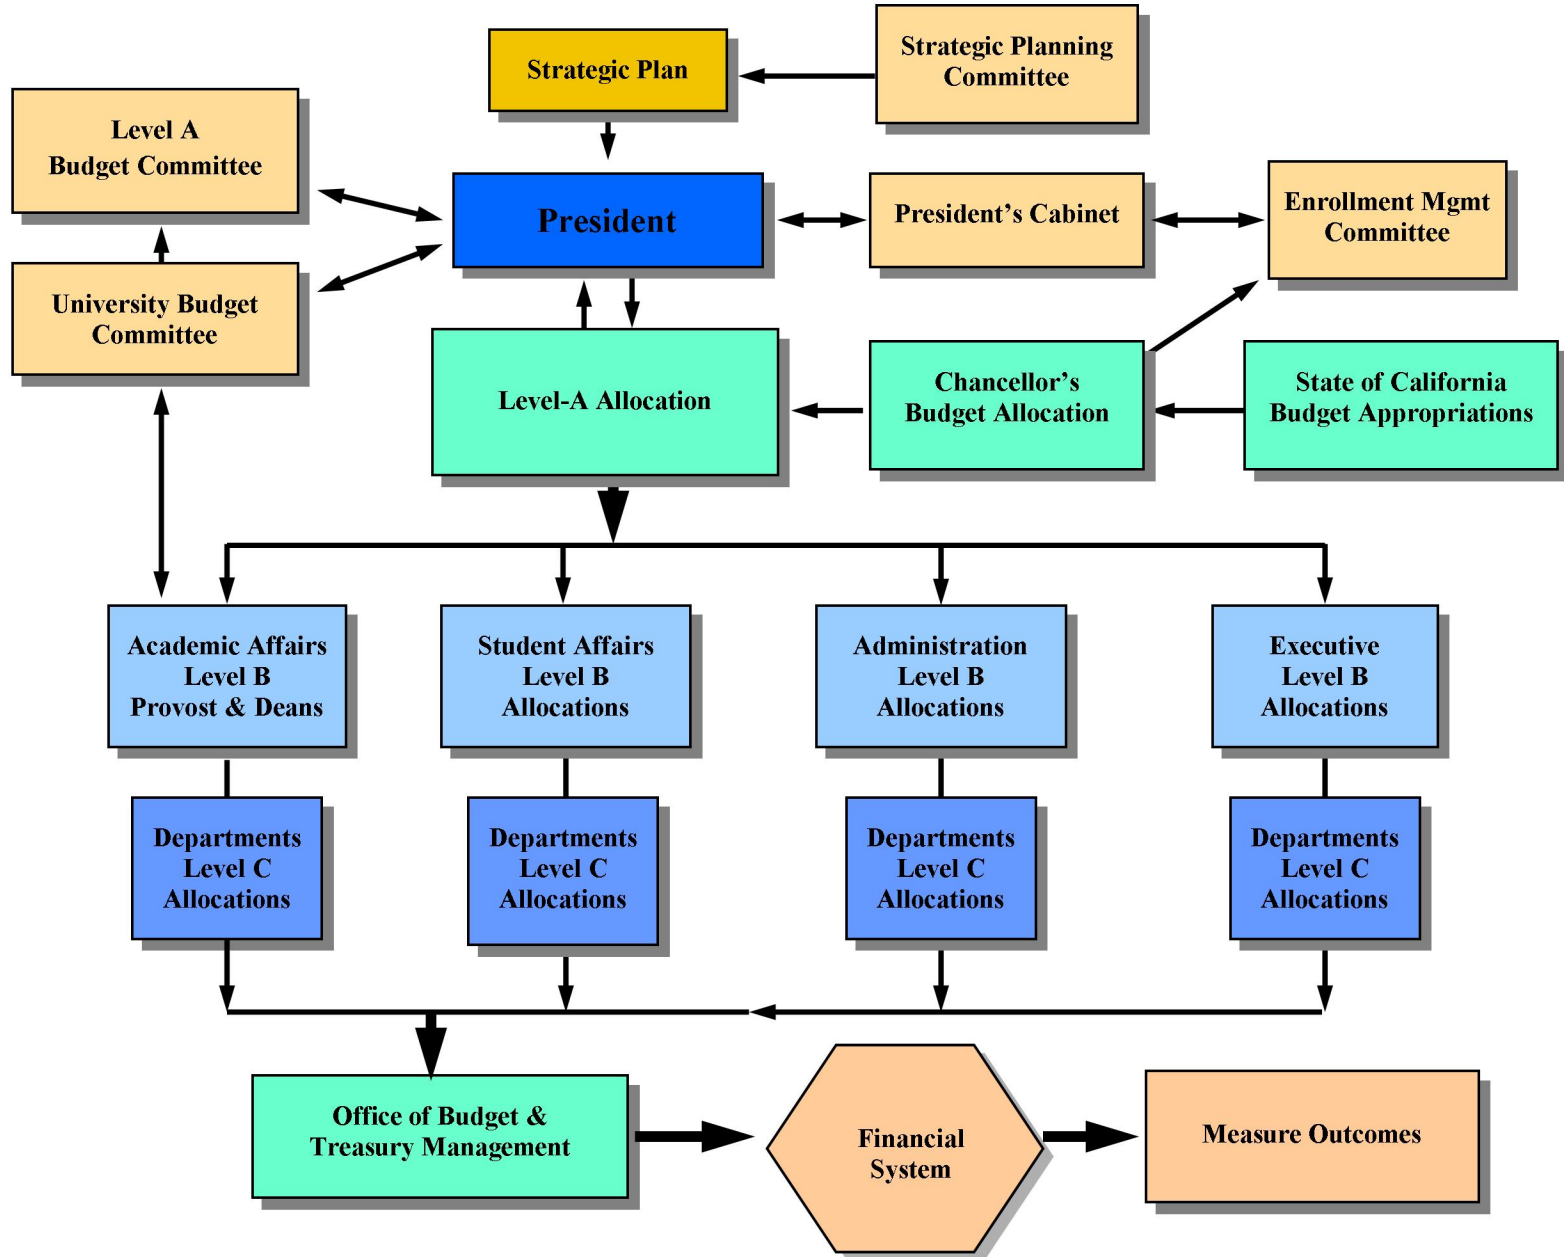 Strategic Plan
Strategic Planning
Committee
Level A
Budget Committee
President
President’s Cabinet
Enrollment Mgmt
Committee
University Budget
Committee
Level-A Allocation
Chancellor’s
Budget Allocation
State of California
Budget Appropriations
Academic Affairs
Level B
Provost & Deans
Student Affairs
Level B
Allocations
Administration
Level B
Allocations
Executive
Level B
Allocations
Departments
Level C
Allocations
Departments
Level C
Allocations
Departments
Level C
Allocations
Departments
Level C
Allocations
Office of Budget &
Treasury Management
Financial
System
Measure Outcomes